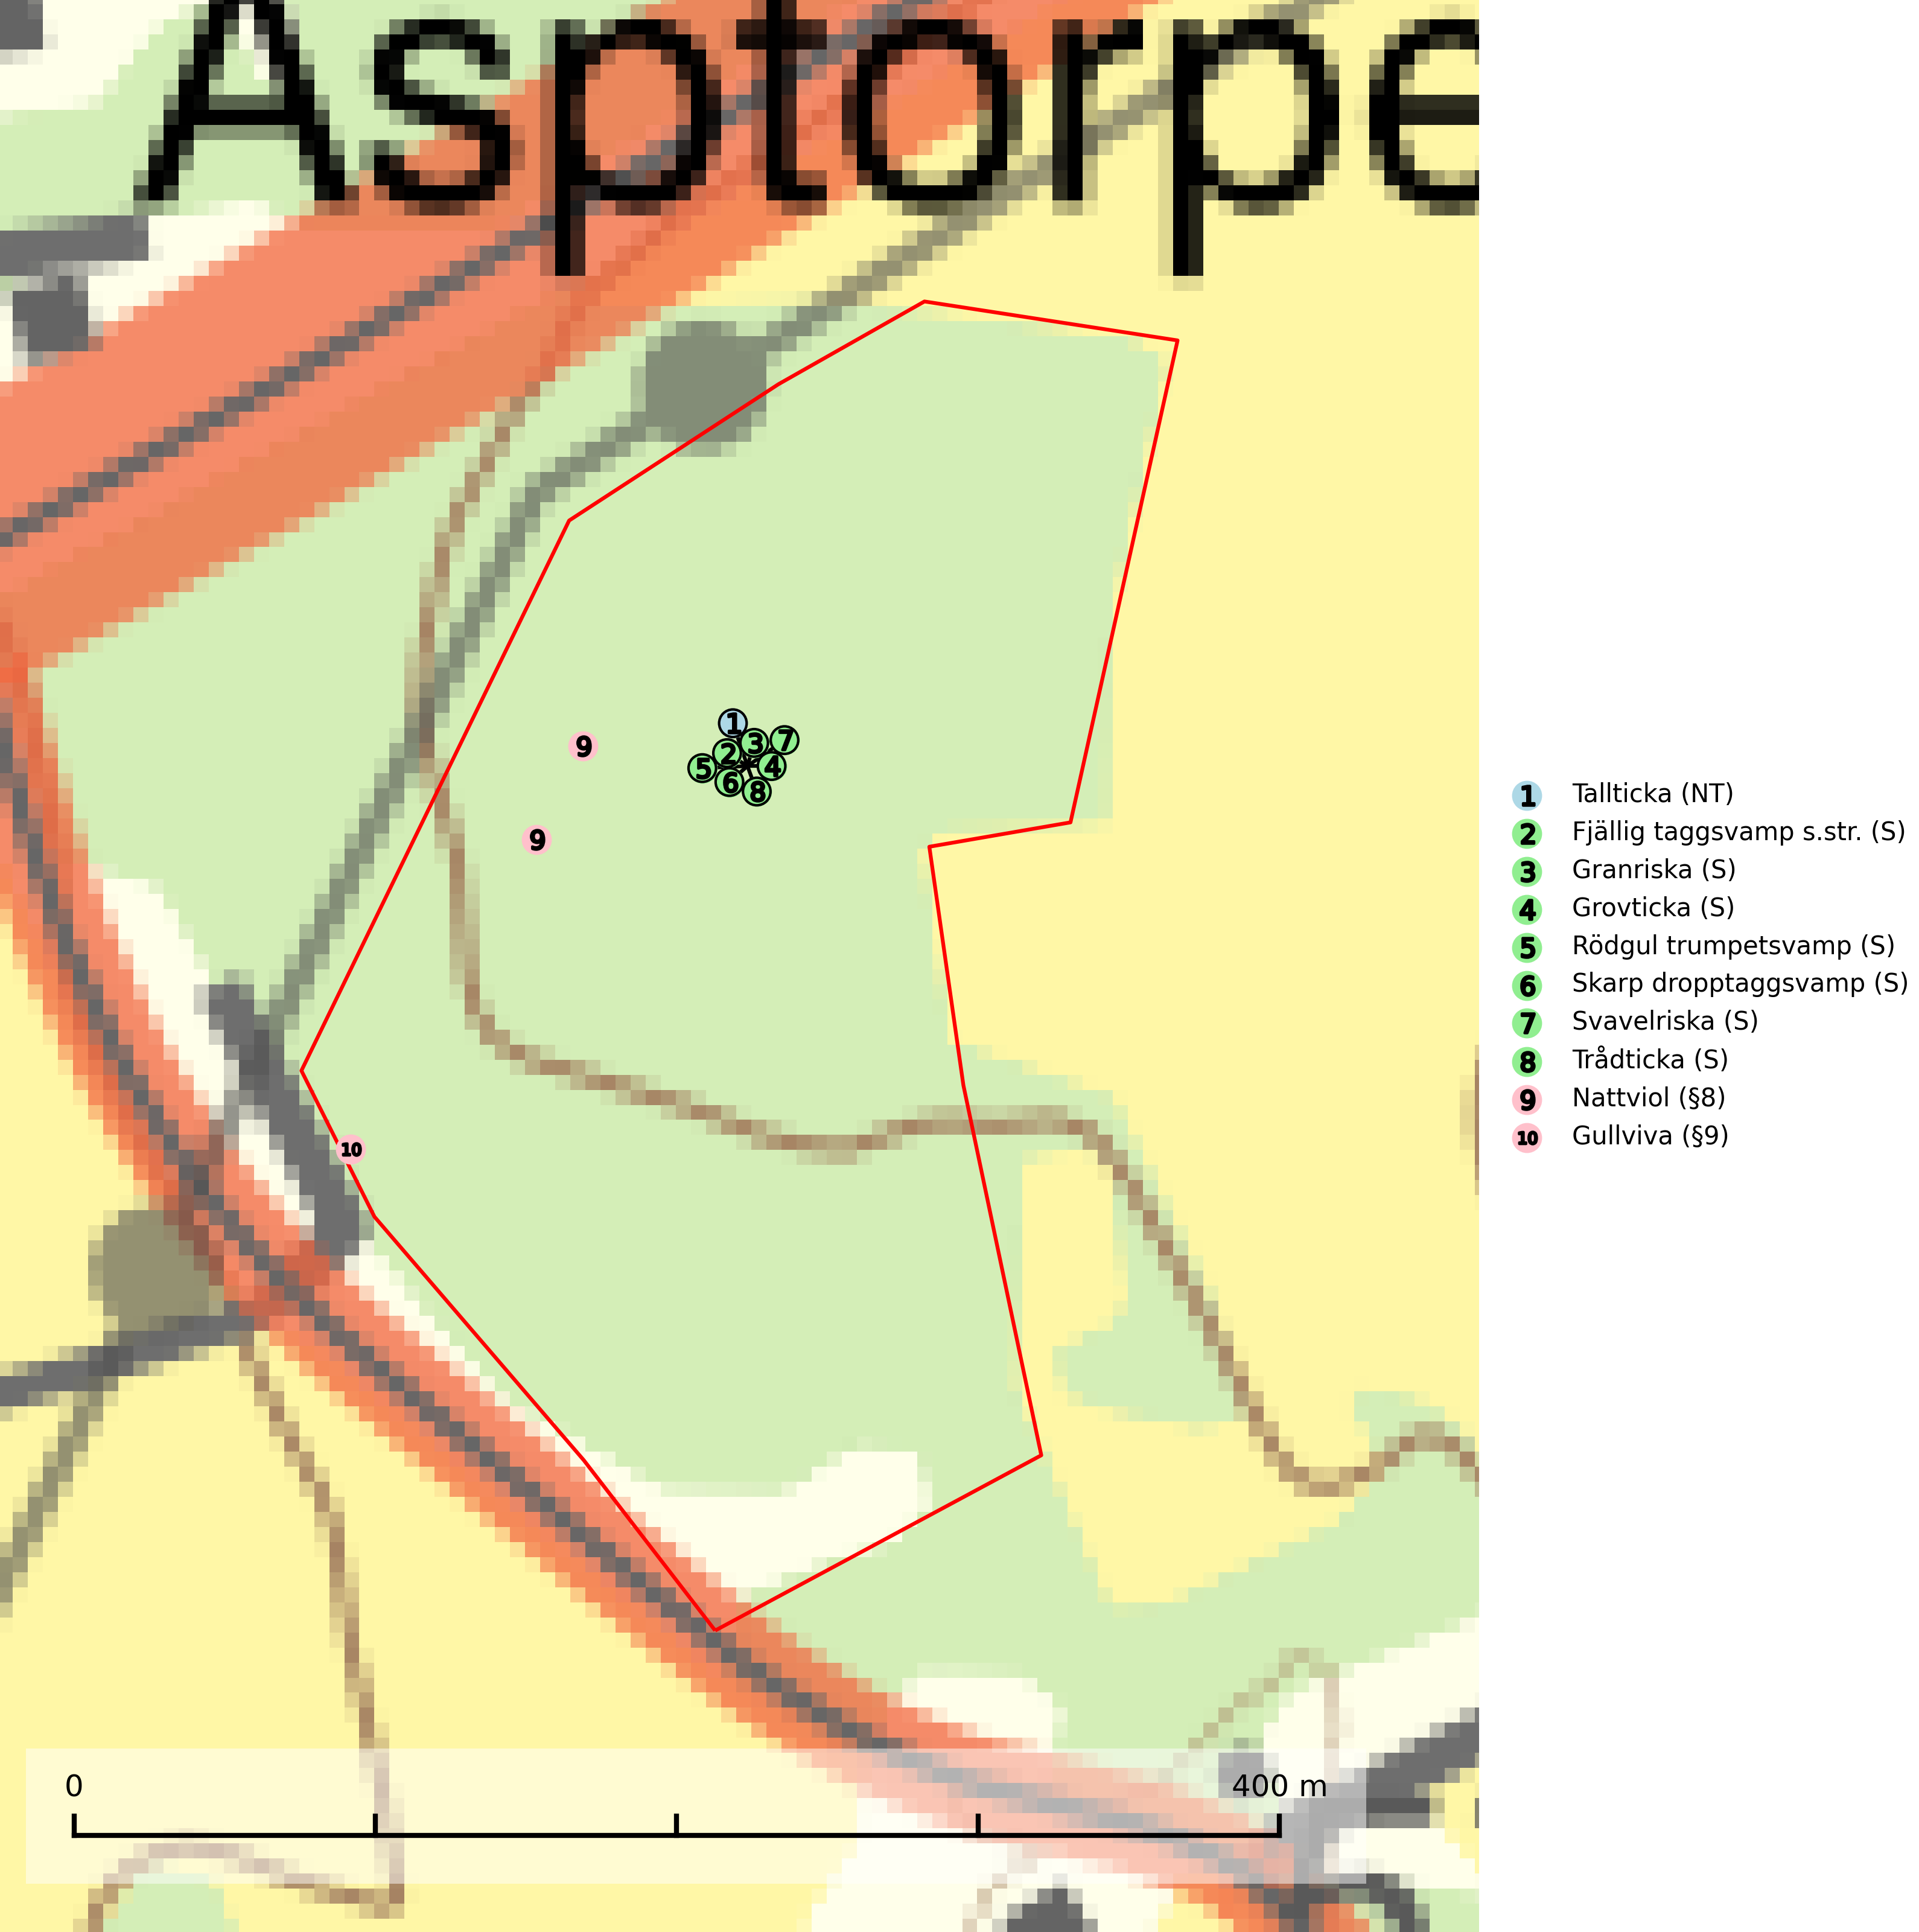 Asptorpe
1
3
7
2
5
4
6
8
9
9
10
1 Tallticka (NT)
2 Fjällig taggsvamp s.str. (S)
3 Granriska (S)
4 Grovticka (S)
5 Rödgul trumpetsvamp (S)
6 Skarp dropptaggsvamp (S)
7 Svavelriska (S)
8 Trådticka (S)
9 Nattviol (§8)
10 Gullviva (§9)
0 400 m